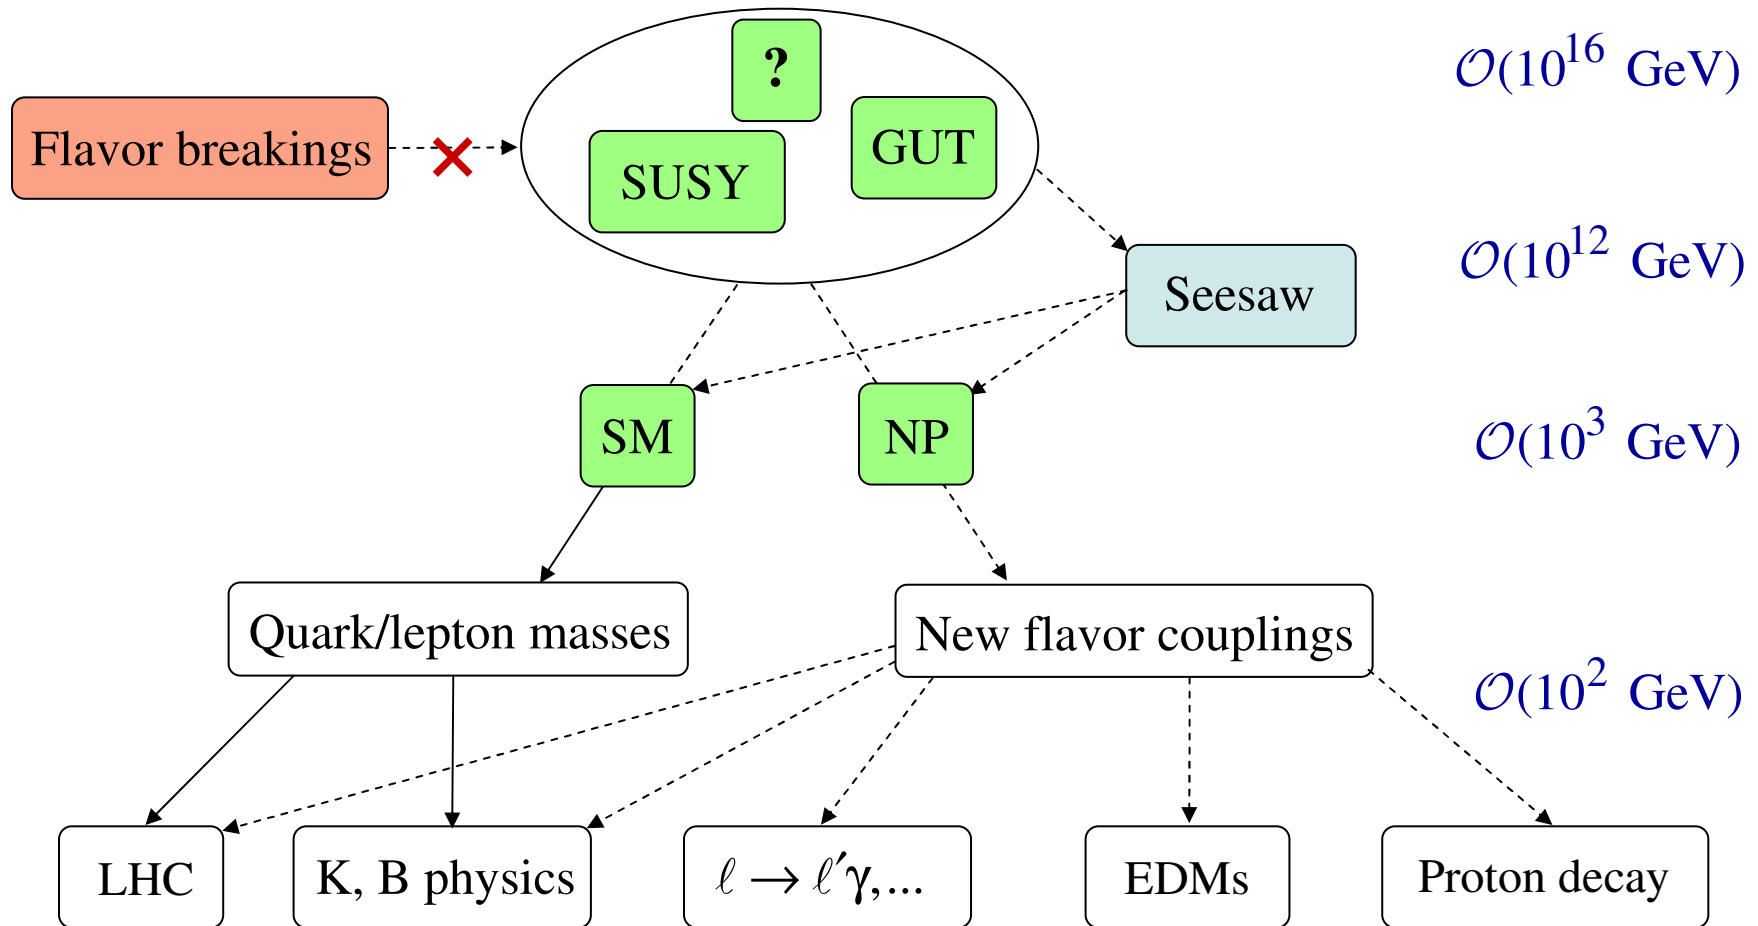 ?
𝒪(10^16 GeV)
Flavor breakings
GUT
SUSY
𝒪(10^12 GeV)
Seesaw
SM
NP
𝒪(10^3 GeV)
Quark/lepton masses
New flavor couplings
𝒪(10^2 GeV)
LHC
K, B physics
ℓ → ℓ′γ,...
EDMs
Proton decay